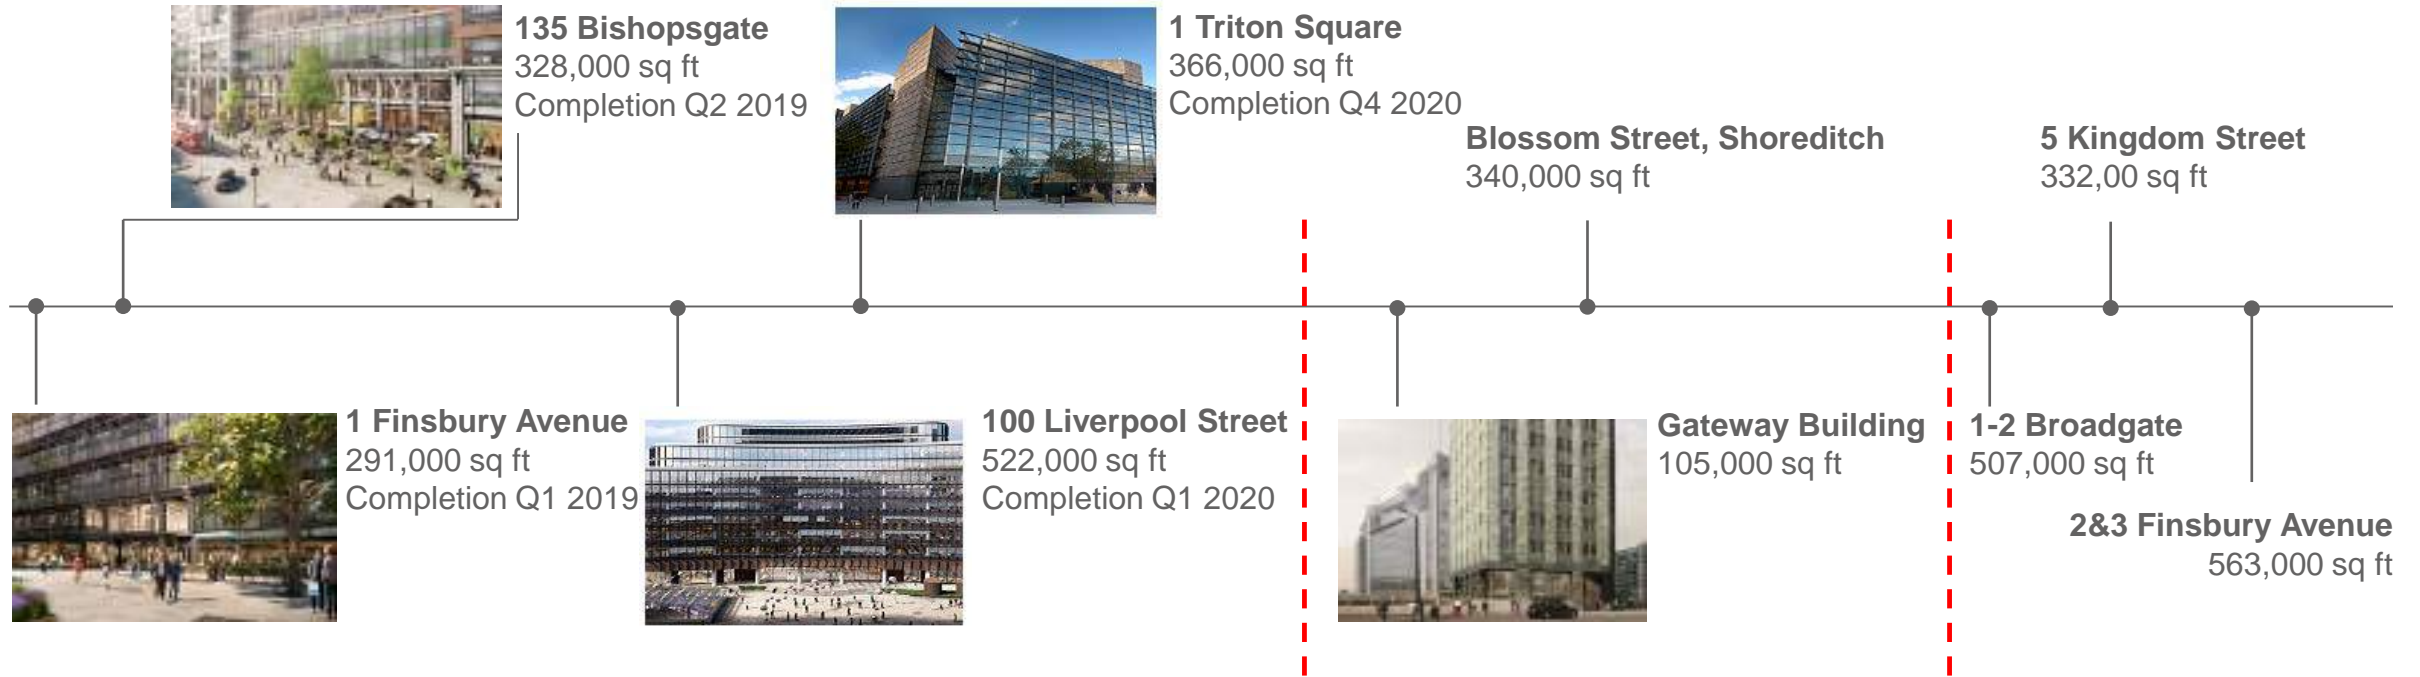 135 Bishopsgate
328,000 sq ft
Completion Q2 2019
1 Triton Square
366,000 sq ft
Completion Q4 2020
Blossom Street, Shoreditch
340,000 sq ft
5 Kingdom Street
332,00 sq ft
1 Finsbury Avenue
291,000 sq ft
Completion Q1 2019
100 Liverpool Street
522,000 sq ft
Completion Q1 2020
Gateway Building
105,000 sq ft
1-2 Broadgate
507,000 sq ft
2&3 Finsbury Avenue
563,000 sq ft